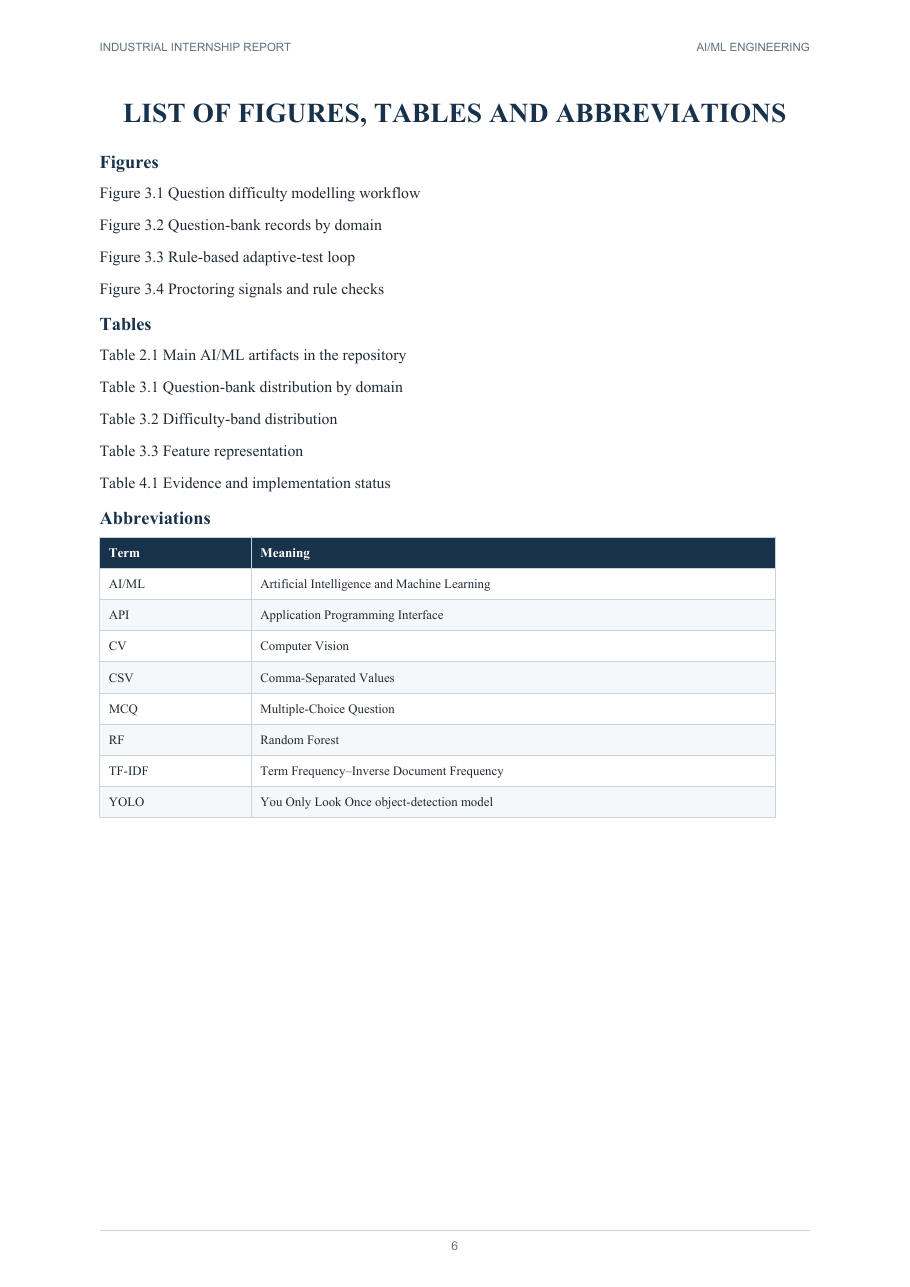 INDUSTRIAL INTERNSHIP REPORT AI/ML ENGINEERING
LIST OF FIGURES, TABLES AND ABBREVIATIONS
Figures
Figure 3.1 Question difficulty modelling workflow
Figure 3.2 Question-bank records by domain
Figure 3.3 Rule-based adaptive-test loop
Figure 3.4 Proctoring signals and rule checks
Tables
Table 2.1 Main AI/ML artifacts in the repository
Table 3.1 Question-bank distribution by domain
Table 3.2 Difficulty-band distribution
Table 3.3 Feature representation
Table 4.1 Evidence and implementation status
Abbreviations
Term Meaning
AI/ML Artificial Intelligence and Machine Learning
API Application Programming Interface
CV Computer Vision
CSV Comma-Separated Values
MCQ Multiple-Choice Question
RF Random Forest
TF-IDF Term Frequency–Inverse Document Frequency
YOLO You Only Look Once object-detection model
6